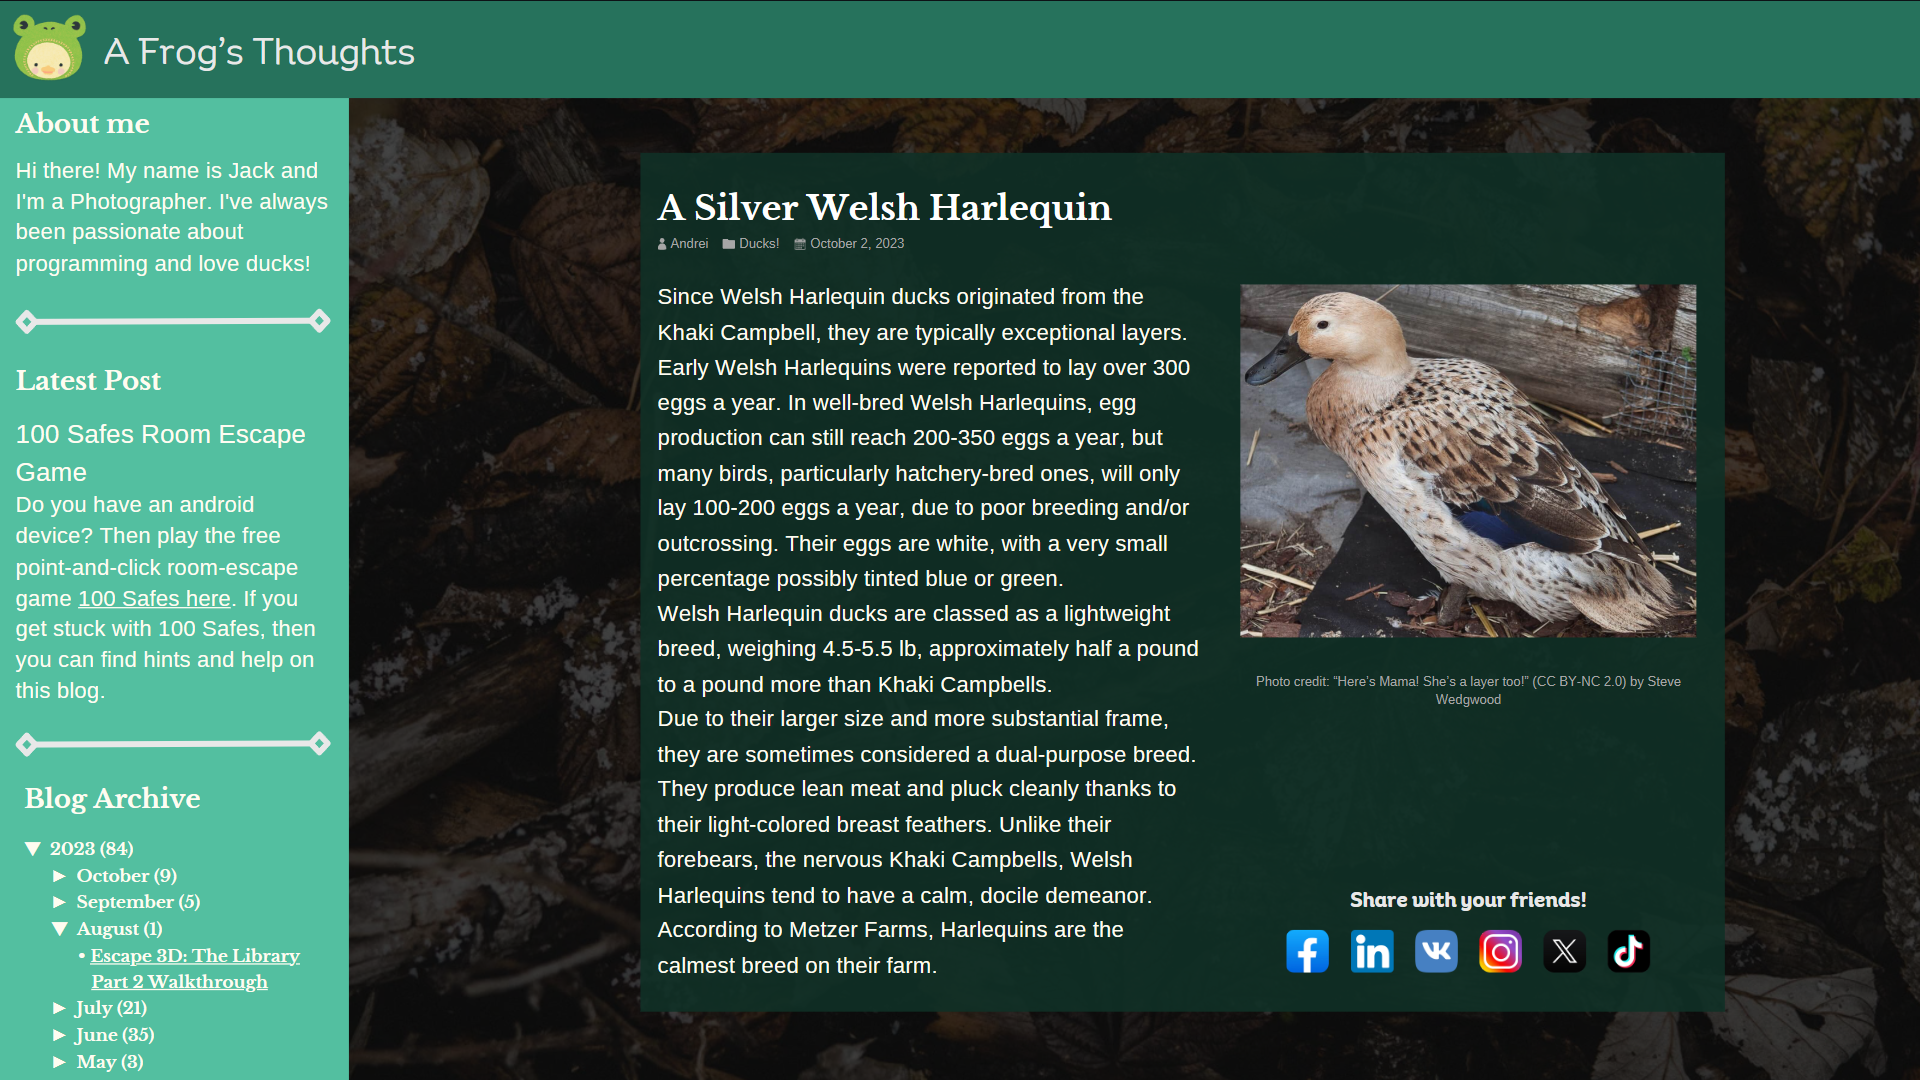 A Frog’s Thoughts
About me
Hi there! My name is Jack and
I'm a Photographer. I've always
been passionate about
programming and love ducks!
Latest Post
100 Safes Room Escape
Game
Do you have an android
device? Then play the free
point-and-click room-escape
game 100 Safes here. If you
get stuck with 100 Safes, then
you can find hints and help on
this blog.
Blog Archive
▼ 2023 (84)
► October (9)
► September (5)
▼ August (1)
• Escape 3D: The Library
Part 2 Walkthrough
► July (21)
► June (35)
► May (3)
A Silver Welsh Harlequin
Andrei Ducks! October 2, 2023
Since Welsh Harlequin ducks originated from the
Khaki Campbell, they are typically exceptional layers.
Early Welsh Harlequins were reported to lay over 300
eggs a year. In well-bred Welsh Harlequins, egg
production can still reach 200-350 eggs a year, but
many birds, particularly hatchery-bred ones, will only
lay 100-200 eggs a year, due to poor breeding and/or
outcrossing. Their eggs are white, with a very small
percentage possibly tinted blue or green.
Welsh Harlequin ducks are classed as a lightweight
breed, weighing 4.5-5.5 lb, approximately half a pound
to a pound more than Khaki Campbells.
Due to their larger size and more substantial frame,
they are sometimes considered a dual-purpose breed.
They produce lean meat and pluck cleanly thanks to
their light-colored breast feathers. Unlike their
forebears, the nervous Khaki Campbells, Welsh
Harlequins tend to have a calm, docile demeanor.
According to Metzer Farms, Harlequins are the
calmest breed on their farm.
Photo credit: “Here’s Mama! She’s a layer too!” (CC BY-NC 2.0) by Steve
Wedgwood
Share with your friends!